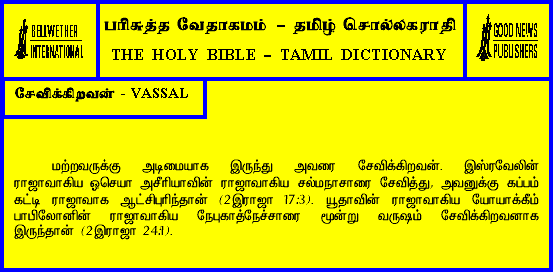 BELLWETHER
INTERNATIONAL
பரிசுத்த வேதாகமம் - தமிழ் சொல்லகராதி
THE HOLY BIBLE - TAMIL DICTIONARY
GOOD NEWS
PUBLISHERS
சேவிக்கிறவன் - VASSAL
மற்றவருக்கு அடிமையாக இருந்து அவரை சேவிக்கிறவன். இஸ்ரவேலின்
ராஜாவாகிய ஓசெயா அசீரியாவின் ராஜாவாகிய சல்மனாசாரை சேவித்து, அவனுக்கு கப்பம்
கட்டி ராஜாவாக ஆட்சிபுரிந்தான் (2இராஜா 17:3). யூதாவின் ராஜாவாகிய யோயாக்கீம்
பாபிலோனின் ராஜாவாகிய நேபுகாத்நேச்சாரை மூன்று வருஷம் சேவிக்கிறவனாக
இருந்தான் (2இராஜா 24:1).